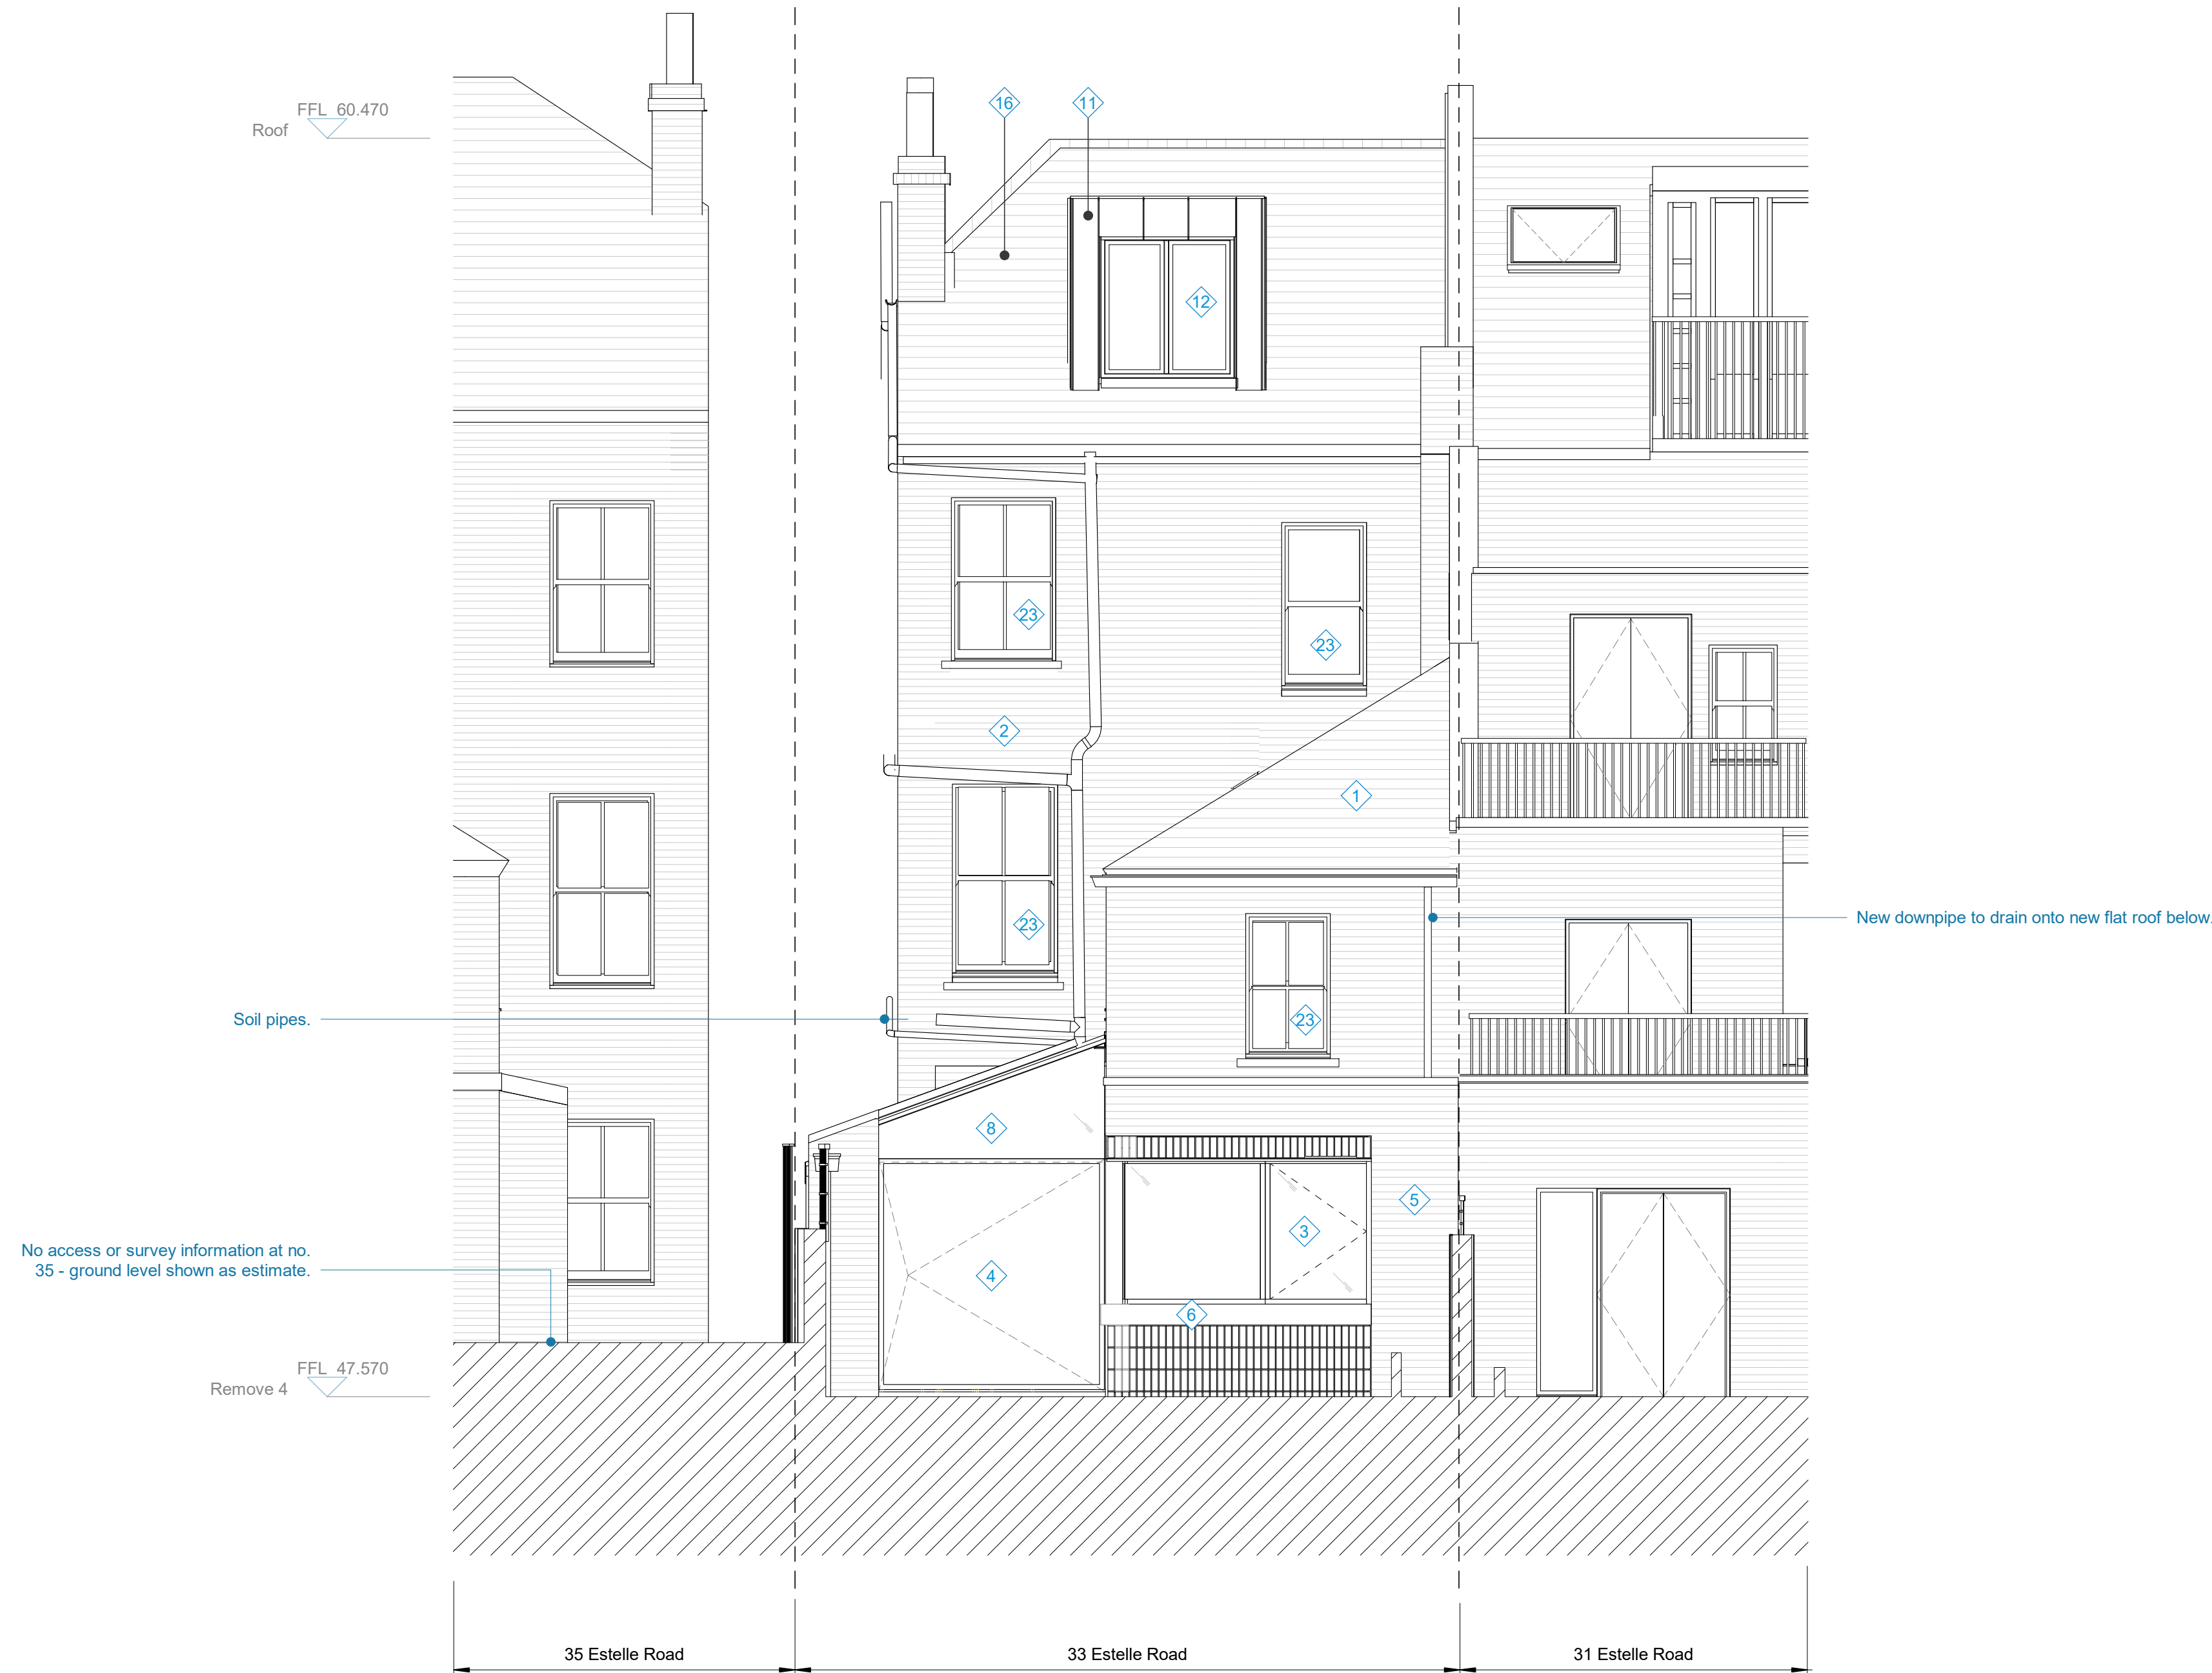 16
11
FFL 60.470
Roof
12
23
23
2
1
23
New downpipe to drain onto new flat roof below.
Soil pipes.
23
8
5
3
No access or survey information at no.
35 - ground level shown as estimate.
4
6
FFL 47.570
Remove 4
35 Estelle Road
33 Estelle Road
31 Estelle Road